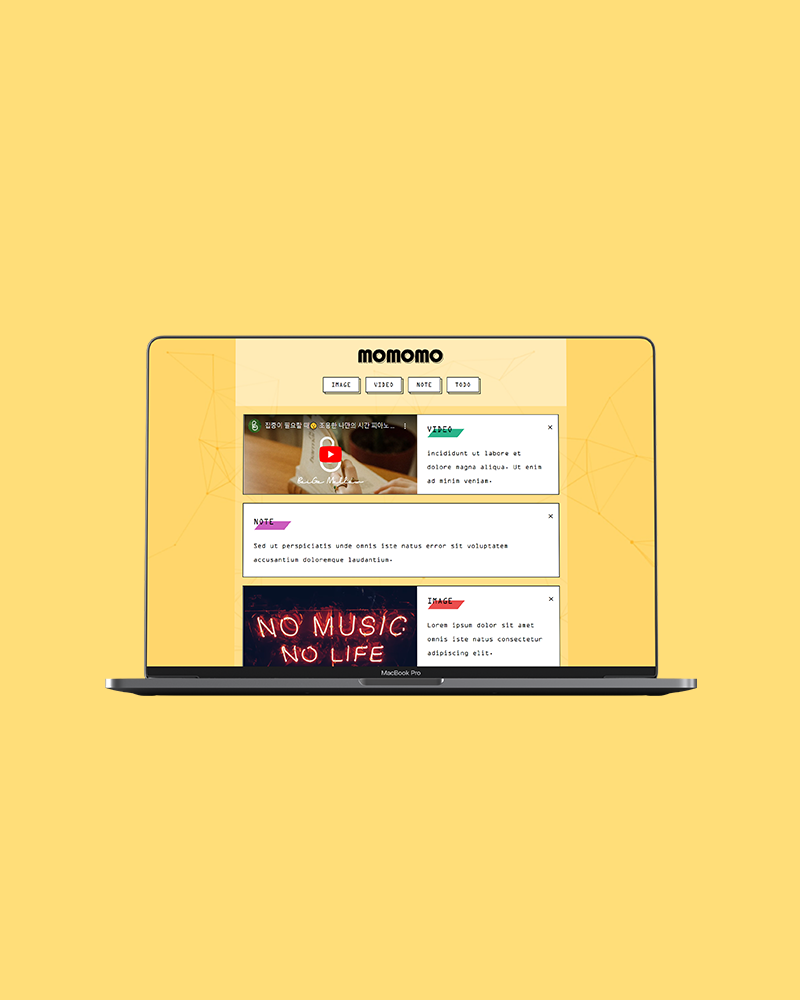 MOMOMO
IMAGE
VIDEO
NOTE
TODO
집중이 필요할 때😉 조용한 나만의 시간 피아노 ...
VIDEO
×
incididunt ut labore et
dolore magna aliqua. Ut enim
ad minim veniam.
NOTE
×
Sed ut perspiciatis unde omnis iste natus error sit voluptatem
accusantium doloremque laudantium.
NO MUSIC
NO LIFE
IMAGE
×
Lorem ipsum dolor sit amet
omnis iste natus consectetur
adipiscing elit.
MacBook Pro